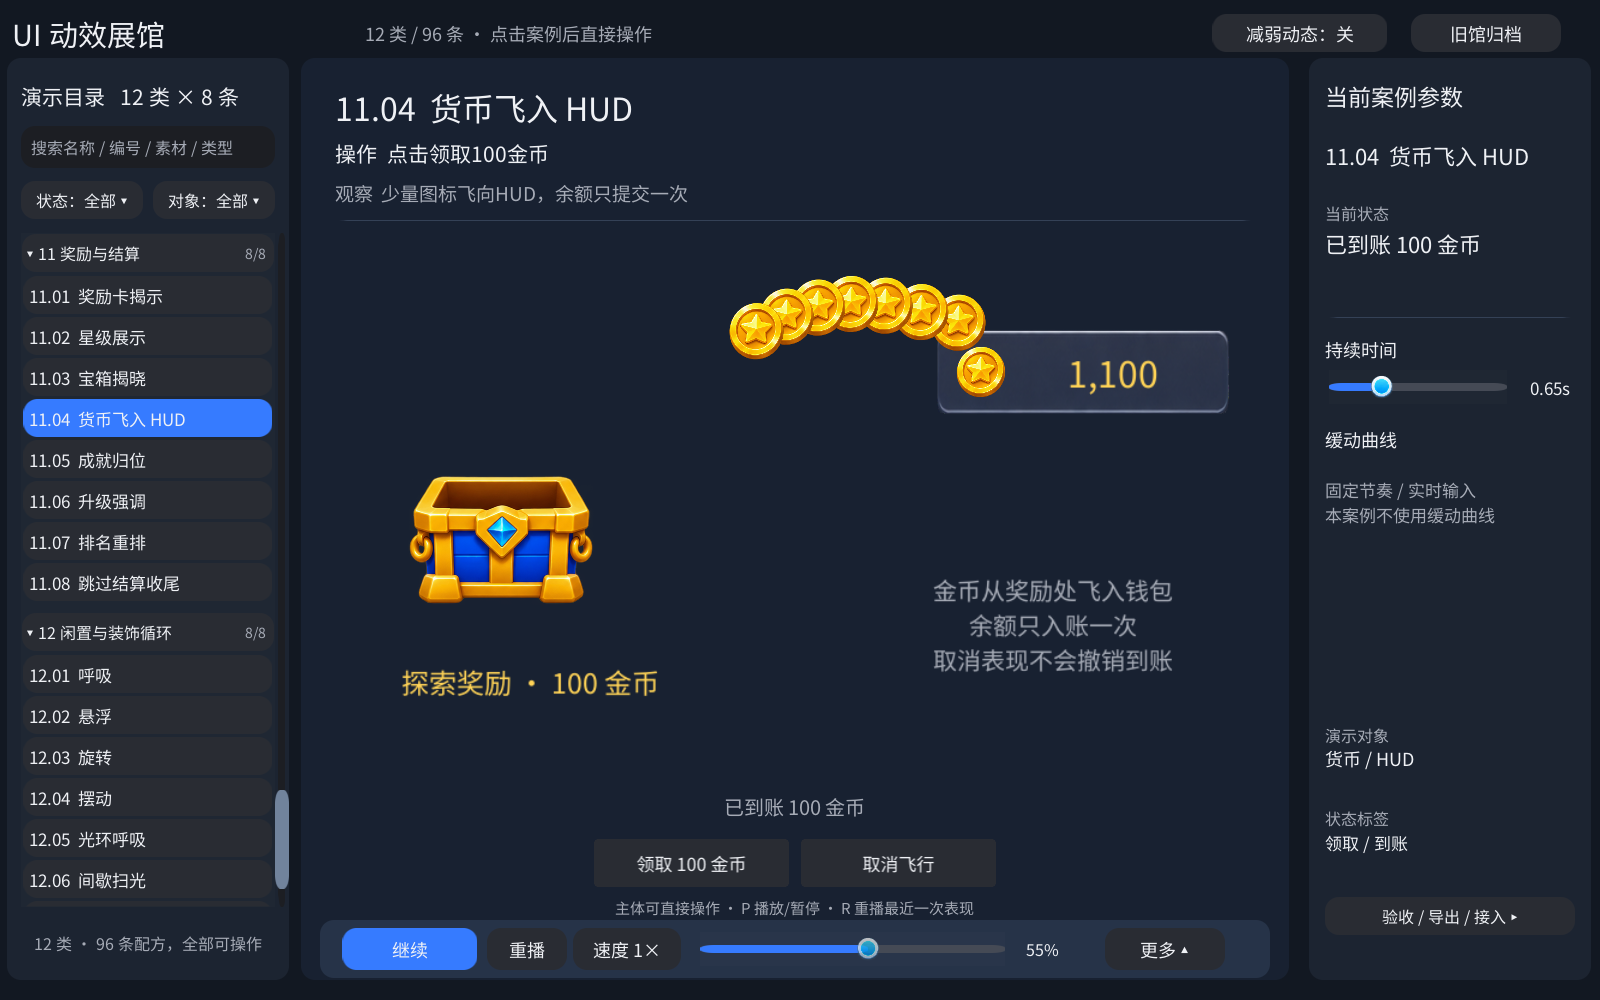 UI 动效展馆
12 类 / 96 条 · 点击案例后直接操作
减弱动态：关
旧馆归档
演示目录 12 类 × 8 条
搜索名称 / 编号 / 素材 / 类型
状态：全部 ▾
对象：全部 ▾
▾ 11 奖励与结算 8/8
11.01 奖励卡揭示
11.02 星级展示
11.03 宝箱揭晓
11.04 货币飞入 HUD
11.05 成就归位
11.06 升级强调
11.07 排名重排
11.08 跳过结算收尾
▾ 12 闲置与装饰循环 8/8
12.01 呼吸
12.02 悬浮
12.03 旋转
12.04 摆动
12.05 光环呼吸
12.06 间歇扫光
12 类 · 96 条配方，全部可操作
11.04 货币飞入 HUD
操作 点击领取100金币
观察 少量图标飞向HUD，余额只提交一次
1,100
金币从奖励处飞入钱包
余额只入账一次
取消表现不会撤销到账
探索奖励 · 100 金币
已到账 100 金币
领取 100 金币
取消飞行
主体可直接操作 · P 播放/暂停 · R 重播最近一次表现
继续
重播
速度 1×
55%
更多 ▴
当前案例参数
11.04 货币飞入 HUD
当前状态
已到账 100 金币
持续时间
0.65s
缓动曲线
固定节奏 / 实时输入
本案例不使用缓动曲线
演示对象
货币 / HUD
状态标签
领取 / 到账
验收 / 导出 / 接入 ▸